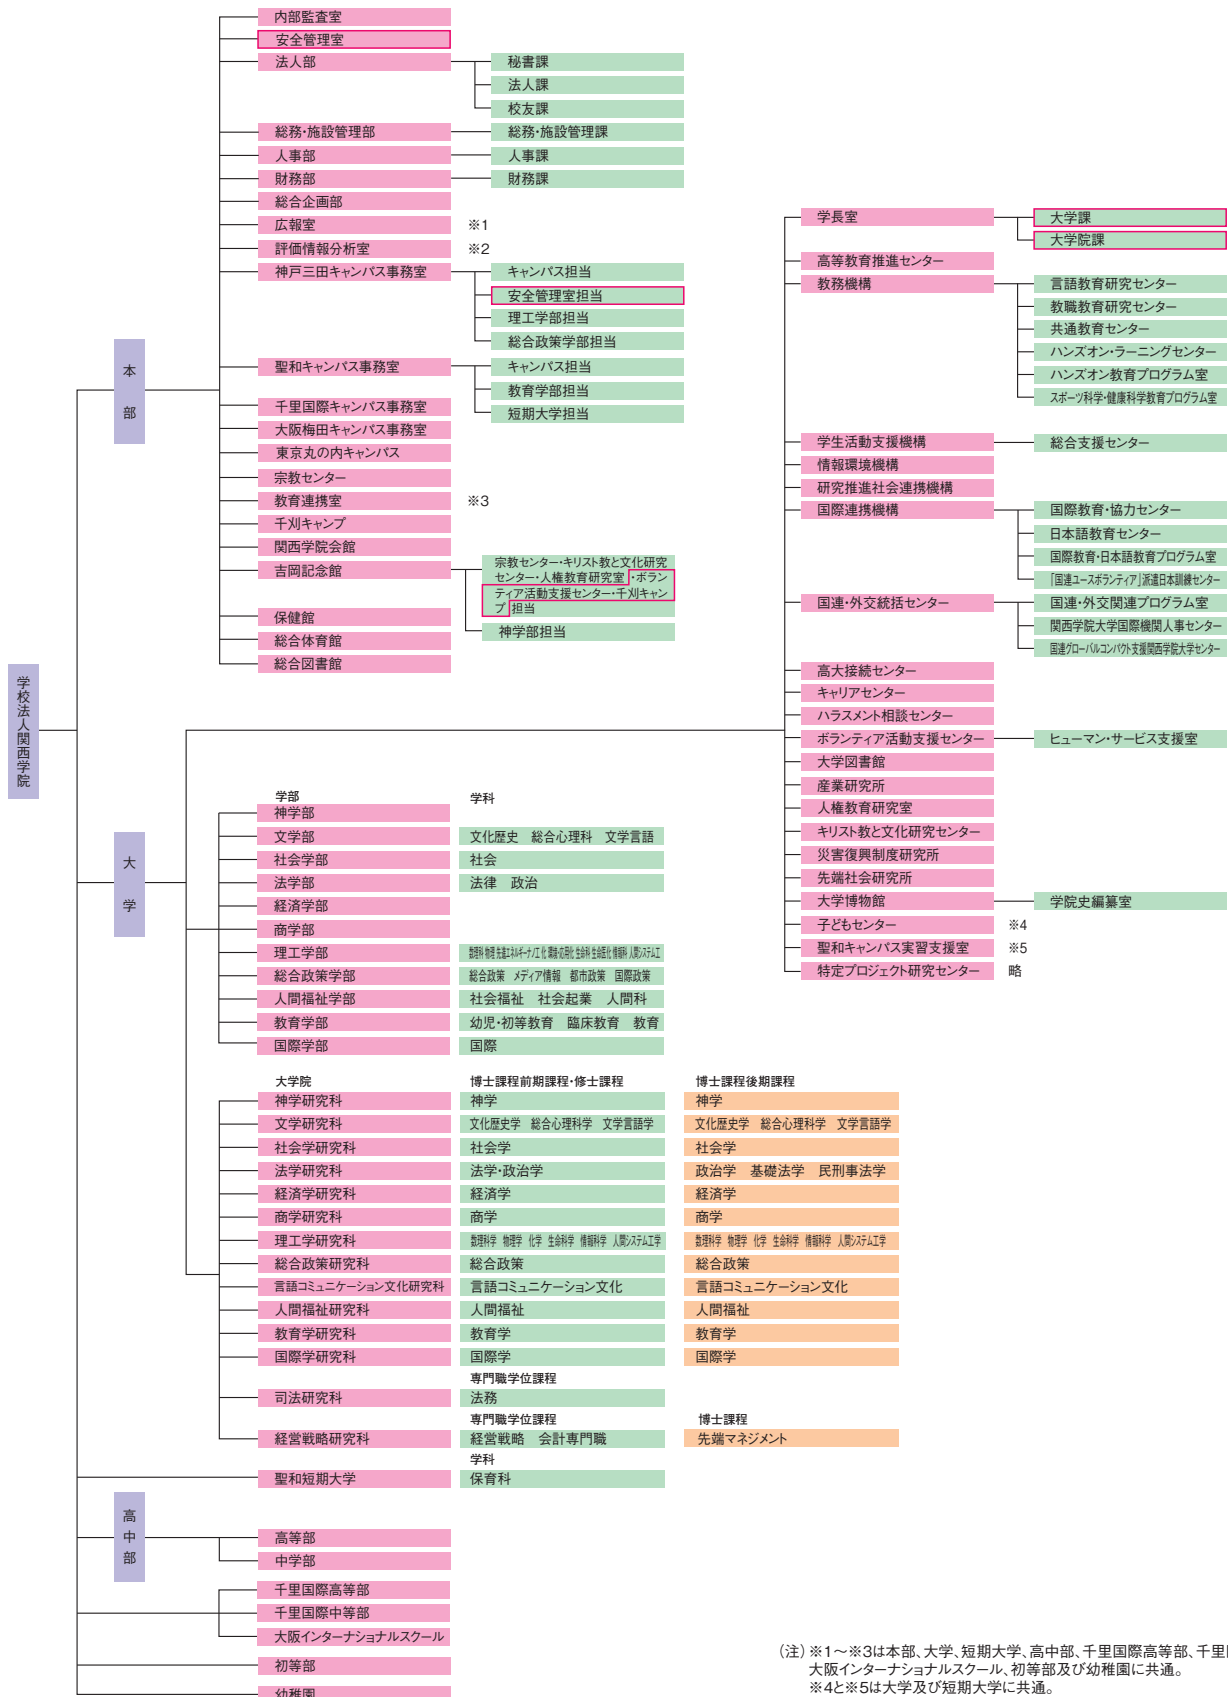 学校法人関西学院
本部
内部監査室
安全管理室
法人部
秘書課
法人課
校友課
総務・施設管理部
総務・施設管理課
人事部
人事課
財務部
財務課
総合企画部
広報室 ※1
評価情報分析室 ※2
神戸三田キャンパス事務室
キャンパス担当
安全管理室担当
理工学部担当
総合政策学部担当
聖和キャンパス事務室
キャンパス担当
教育学部担当
短期大学担当
千里国際キャンパス事務室
大阪梅田キャンパス事務室
東京丸の内キャンパス
宗教センター
教育連携室 ※3
千刈キャンプ
関西学院会館
吉岡記念館
宗教センター・キリスト教と文化研究
センター・人権教育研究室・ボラン
ティア活動支援センター・千刈キャン
プ担当
神学部担当
保健館
総合体育館
総合図書館
大学
学長室
大学課
大学院課
高等教育推進センター
教務機構
言語教育研究センター
教職教育研究センター
共通教育センター
ハンズオン・ラーニングセンター
ハンズオン教育プログラム室
スポーツ科学・健康科学教育プログラム室
学生活動支援機構
総合支援センター
情報環境機構
研究推進社会連携機構
国際連携機構
国際教育・協力センター
日本語教育センター
国際教育・日本語教育プログラム室
「国連ユースボランティア」派遣日本訓練センター
国連・外交統括センター
国連・外交関連プログラム室
関西学院大学国際機関人事センター
国連グローバルコンパクト支援関西学院大学センター
高大接続センター
キャリアセンター
ハラスメント相談センター
ボランティア活動支援センター
ヒューマン・サービス支援室
大学図書館
産業研究所
人権教育研究室
キリスト教と文化研究センター
災害復興制度研究所
先端社会研究所
大学博物館
学院史編纂室
子どもセンター ※4
聖和キャンパス実習支援室 ※5
特定プロジェクト研究センター 略
学部 学科
神学部
文学部 文化歴史 総合心理科 文学言語
社会学部 社会
法学部 法律 政治
経済学部
商学部
理工学部 数理科 物理 先進エネルギーナノ工 化 環境・応用化 生命科 生命医化 情報科 人間システム工
総合政策学部 総合政策 メディア情報 都市政策 国際政策
人間福祉学部 社会福祉 社会起業 人間科
教育学部 幼児・初等教育 臨床教育 教育
国際学部 国際
大学院 博士課程前期課程・修士課程 博士課程後期課程
神学研究科 神学 神学
文学研究科 文化歴史学 総合心理科学 文学言語学 文化歴史学 総合心理科学 文学言語学
社会学研究科 社会学 社会学
法学研究科 法学・政治学 政治学 基礎法学 民刑事法学
経済学研究科 経済学 経済学
商学研究科 商学 商学
理工学研究科 数理科学 物理学 化学 生命科学 情報科学 人間システム工学 数理科学 物理学 化学 生命科学 情報科学 人間システム工学
総合政策研究科 総合政策 総合政策
言語コミュニケーション文化研究科 言語コミュニケーション文化 言語コミュニケーション文化
人間福祉研究科 人間福祉 人間福祉
教育学研究科 教育学 教育学
国際学研究科 国際学 国際学
専門職学位課程
司法研究科 法務
専門職学位課程 博士課程
経営戦略研究科 経営戦略 会計専門職 先端マネジメント
学科
聖和短期大学 保育科
高中部
高等部
中学部
千里国際高等部
千里国際中等部
大阪インターナショナルスクール
初等部
幼稚園
(注)※1～※3は本部、大学、短期大学、高中部、千里国際高等部、千里
大阪インターナショナルスクール、初等部及び幼稚園に共通。
※4と※5は大学及び短期大学に共通。